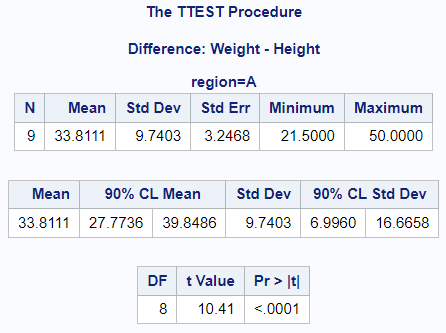 The TTEST Procedure
Difference: Weight - Height
region=A
N Mean Std Dev Std Err Minimum Maximum
9 33.8111 9.7403 3.2468 21.5000 50.0000
Mean 90% CL Mean Std Dev 90% CL Std Dev
33.8111 27.7736 39.8486 9.7403 6.9960 16.6658
DF t Value Pr > |t|
8 10.41 <.0001